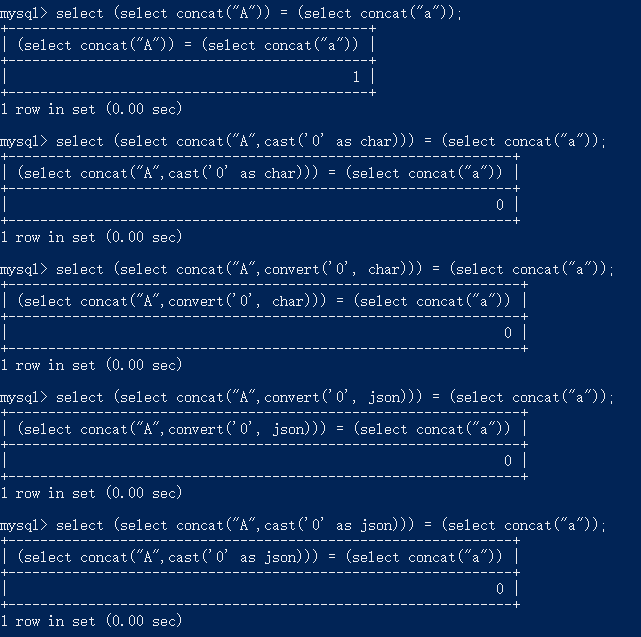 mysql> select (select concat("A")) = (select concat("a"));
+----------------------------------------------+
| (select concat("A")) = (select concat("a")) |
+----------------------------------------------+
|                                           1 |
+----------------------------------------------+
1 row in set (0.00 sec)
mysql> select (select concat("A",cast('0' as char))) = (select concat("a"));
+----------------------------------------------------------------+
| (select concat("A",cast('0' as char))) = (select concat("a")) |
+----------------------------------------------------------------+
|                                                             0 |
+----------------------------------------------------------------+
1 row in set (0.00 sec)
mysql> select (select concat("A",convert('0', char))) = (select concat("a"));
+-----------------------------------------------------------------+
| (select concat("A",convert('0', char))) = (select concat("a")) |
+-----------------------------------------------------------------+
|                                                              0 |
+-----------------------------------------------------------------+
1 row in set (0.00 sec)
mysql> select (select concat("A",convert('0', json))) = (select concat("a"));
+-----------------------------------------------------------------+
| (select concat("A",convert('0', json))) = (select concat("a")) |
+-----------------------------------------------------------------+
|                                                              0 |
+-----------------------------------------------------------------+
1 row in set (0.00 sec)
mysql> select (select concat("A",cast('0' as json))) = (select concat("a"));
+----------------------------------------------------------------+
| (select concat("A",cast('0' as json))) = (select concat("a")) |
+----------------------------------------------------------------+
|                                                             0 |
+----------------------------------------------------------------+
1 row in set (0.00 sec)